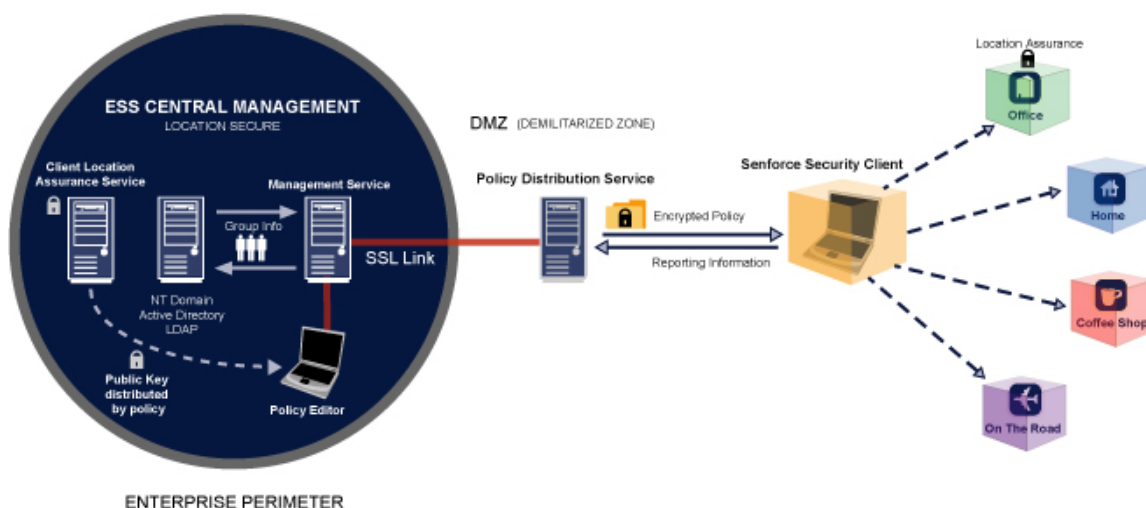 ESS CENTRAL MANAGEMENT
LOCATION SECURE
Client Location
Assurance Service
Management Service
Group Info
NT Domain
Active Directory
LDAP
Public Key
distributed
by policy
Policy Editor
SSL Link
ENTERPRISE PERIMETER
DMZ (DEMILITARIZED ZONE)
Policy Distribution Service
Encrypted Policy
Reporting Information
Senforce Security Client
Location Assurance
Office
Home
Coffee Shop
On The Road